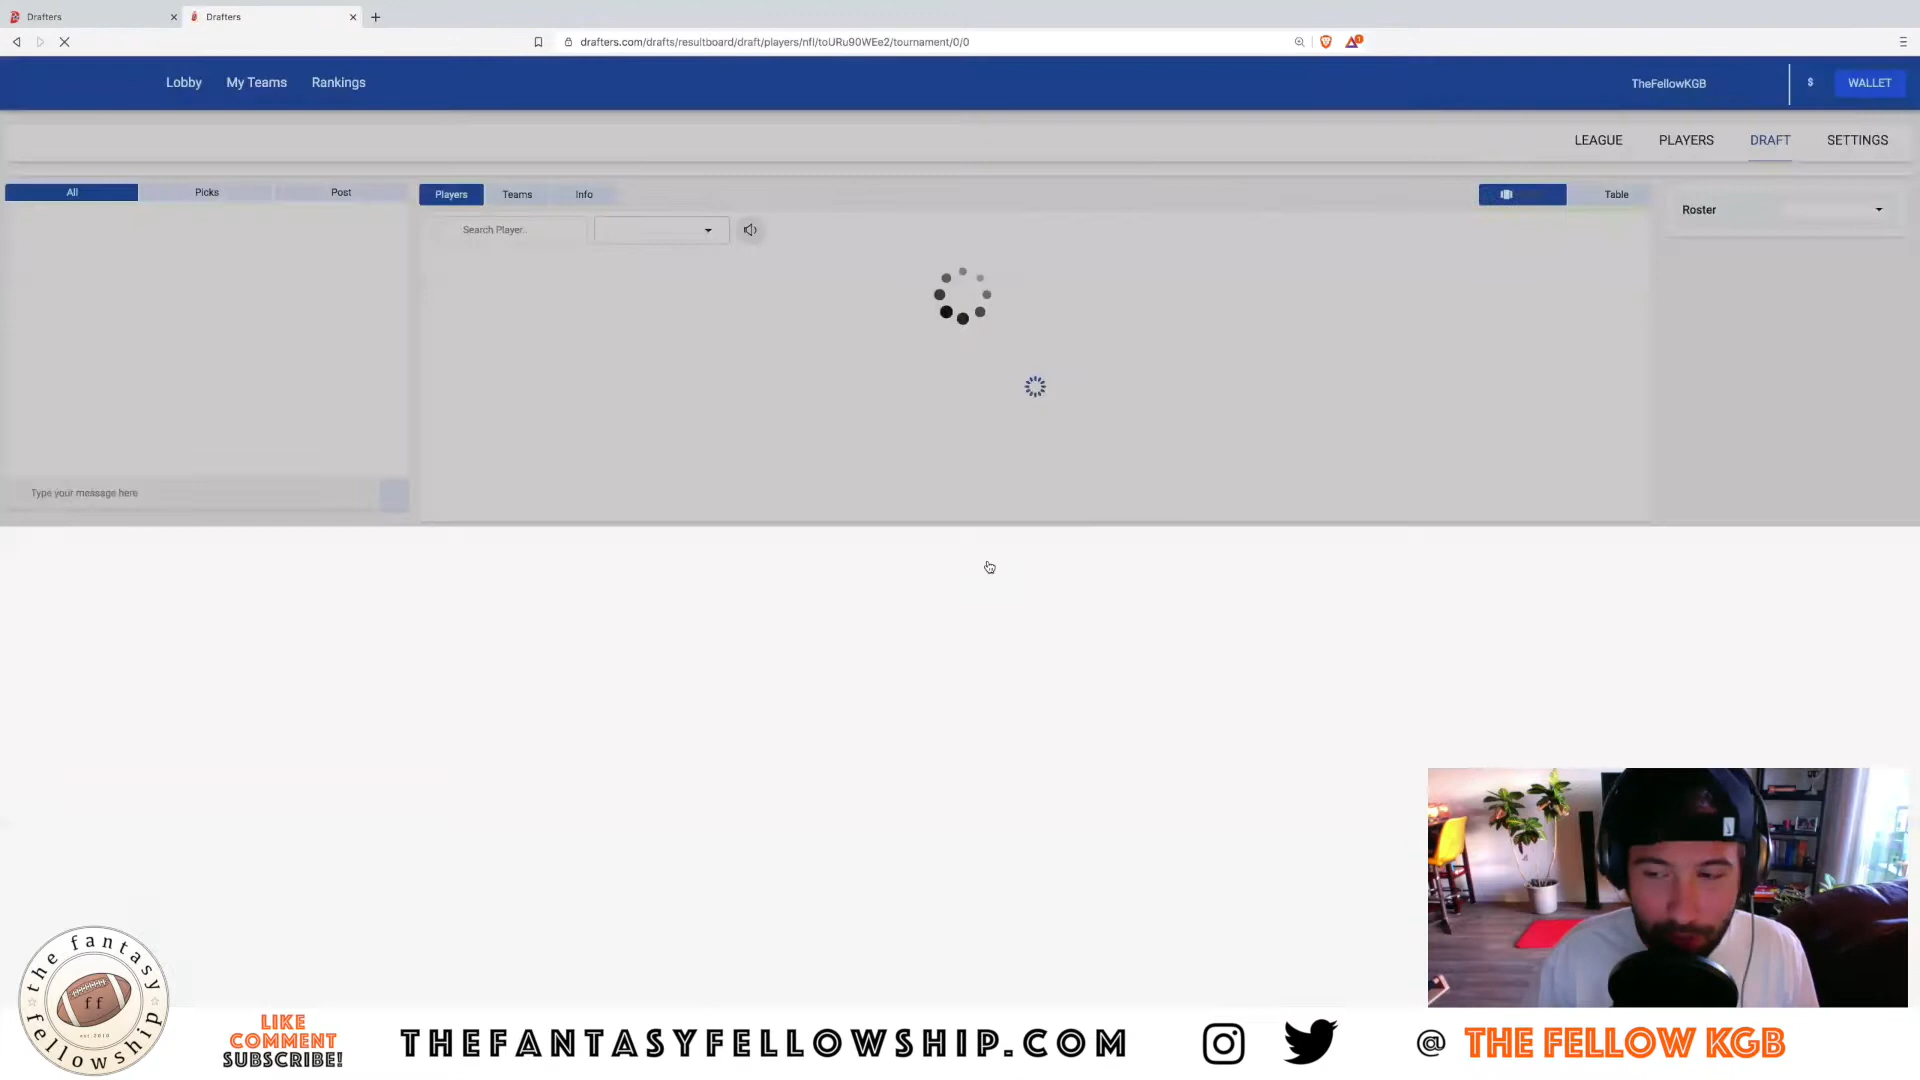 Drafters
Drafters
drafters.com/drafts/resultboard/draft/players/nfl/toURu90WEe2/tournament/0/0
Lobby
My Teams
Rankings
TheFellowKGB
$
WALLET
LEAGUE
PLAYERS
DRAFT
SETTINGS
All
Picks
Post
Players
Teams
Info
Table
Roster
Search Player..
Type your message here
the fantasy
ff
est.2010
fellowship
LIKE
COMMENT
SUBSCRIBE!
THEFANTASYFELLOWSHIP.COM
@ THE FELLOW KGB